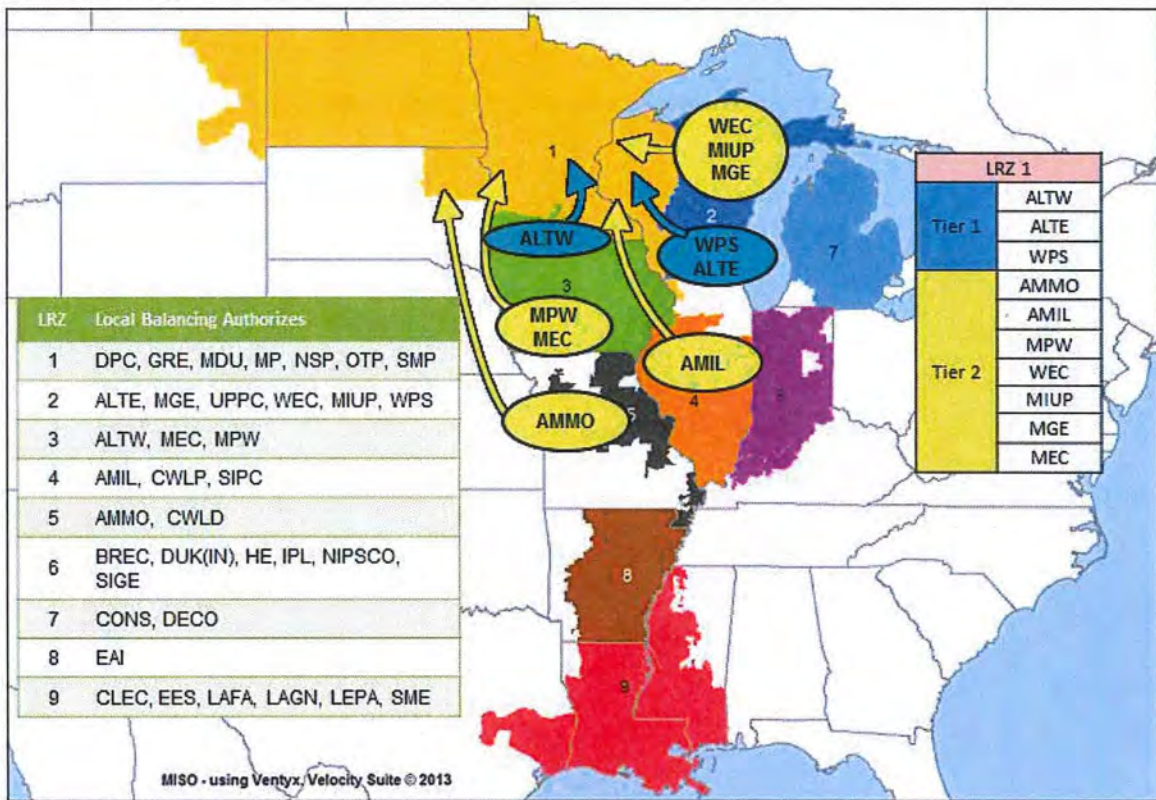 WEC
MIUP
MGE
1
ALTW
2
WPS
ALTE
7
3
MPW
MEC
AMIL
4
AMMO
5
6
8
9
LRZ 1
Tier 1
ALTW
ALTE
WPS
Tier 2
AMMO
AMIL
MPW
WEC
MIUP
MGE
MEC
LRZ Local Balancing Authorizes
1 DPC, GRE, MDU, MP, NSP, OTP, SMP
2 ALTE, MGE, UPPC, WEC, MIUP, WPS
3 ALTW, MEC, MPW
4 AMIL, CWLP, SIPC
5 AMMO, CWLD
6 BREC, DUK(IN), HE, IPL, NIPSCO,
SIGE
7 CONS, DECO
8 EAI
9 CLEC, EES, LAFA, LAGN, LEPA, SME
MISO - using Ventyx, Velocity Suite © 2013